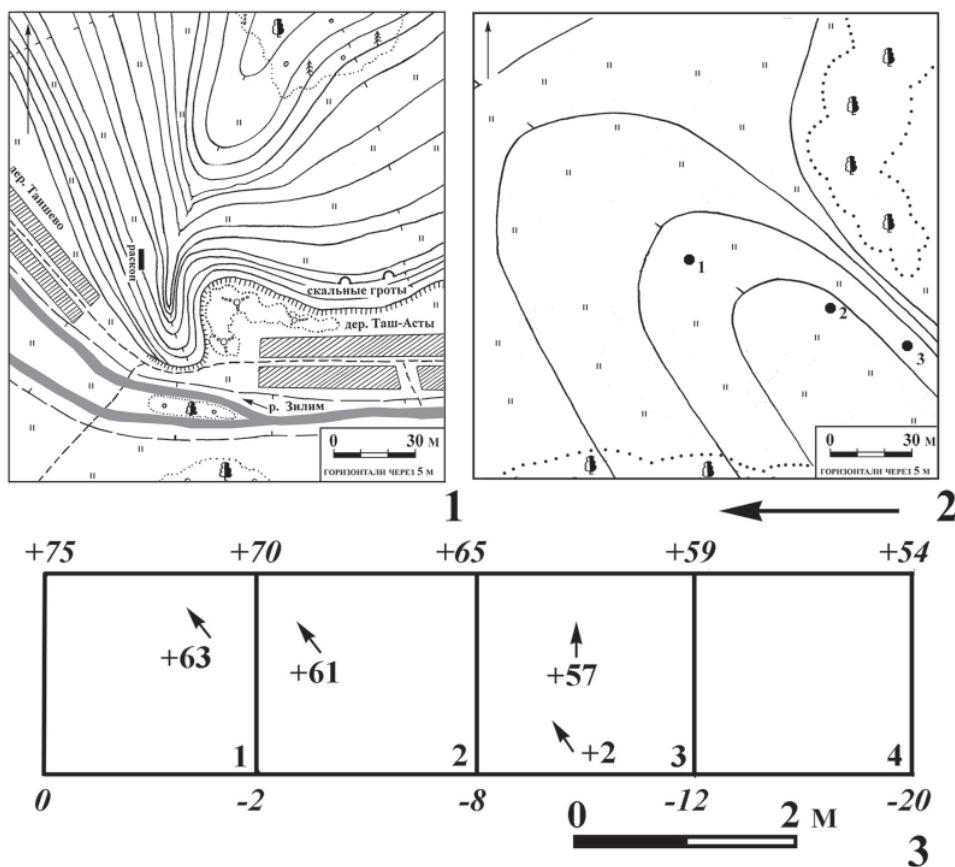 дер. Таишево
раскоп
скальные гроты
дер. Таш-Асты
р. Зилим
0 30 м
ГОРИЗОНТАЛИ ЧЕРЕЗ 5 м
1
1
2
3
0 30 м
ГОРИЗОНТАЛИ ЧЕРЕЗ 5 м
2
+75 +70 +65 +59 +54
+63 +61 +57
+2
1 2 3 4
0 -2 -8 -12 -20
0 2 м
3